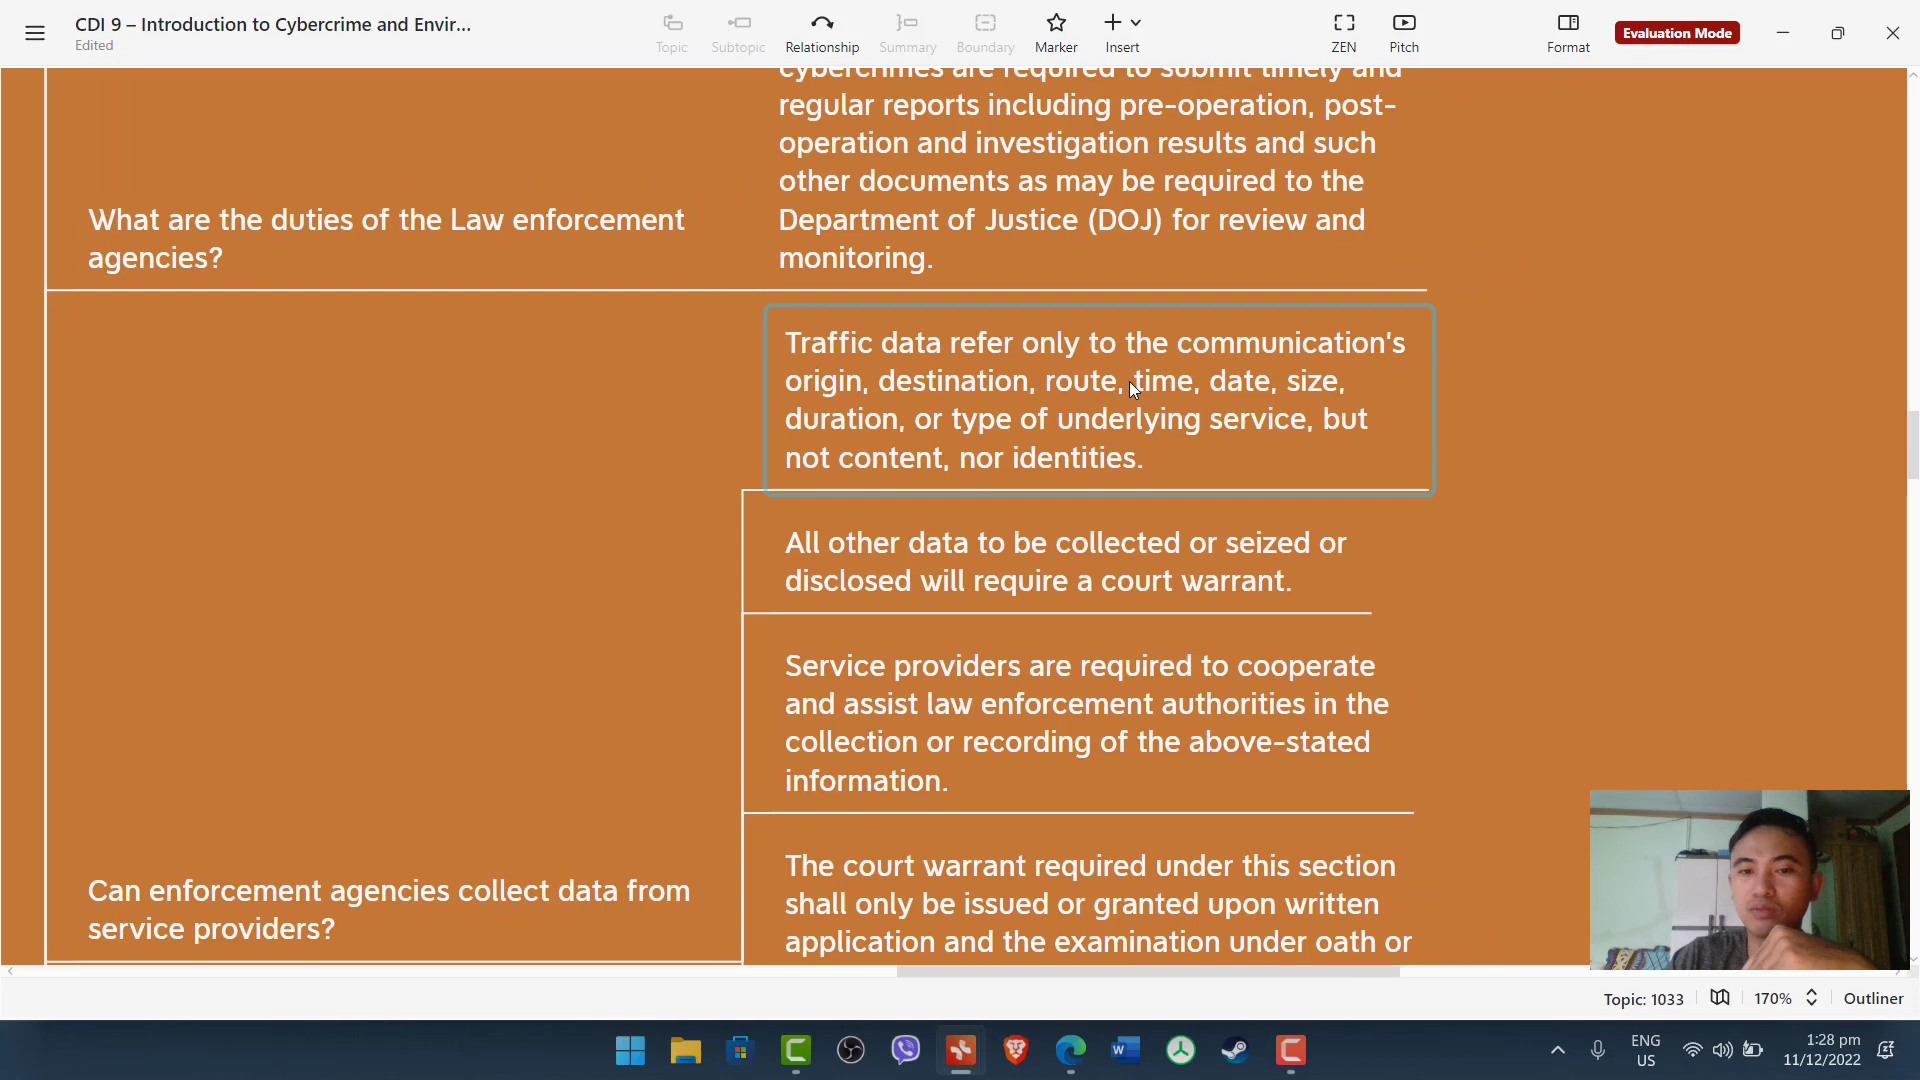 CDI 9 – Introduction to Cybercrime and Envir...
Edited
Topic
Subtopic
Relationship
Summary
Boundary
Marker
Insert
ZEN
Pitch
Format
Evaluation Mode
cybercrimes are required to submit timely and
regular reports including pre-operation, post-
operation and investigation results and such
other documents as may be required to the
Department of Justice (DOJ) for review and
monitoring.
What are the duties of the Law enforcement
agencies?
Traffic data refer only to the communication's
origin, destination, route, time, date, size,
duration, or type of underlying service, but
not content, nor identities.
All other data to be collected or seized or
disclosed will require a court warrant.
Service providers are required to cooperate
and assist law enforcement authorities in the
collection or recording of the above-stated
information.
The court warrant required under this section
shall only be issued or granted upon written
application and the examination under oath or
Can enforcement agencies collect data from
service providers?
Topic: 1033
170%
Outliner
ENG
US
1:28 pm
11/12/2022